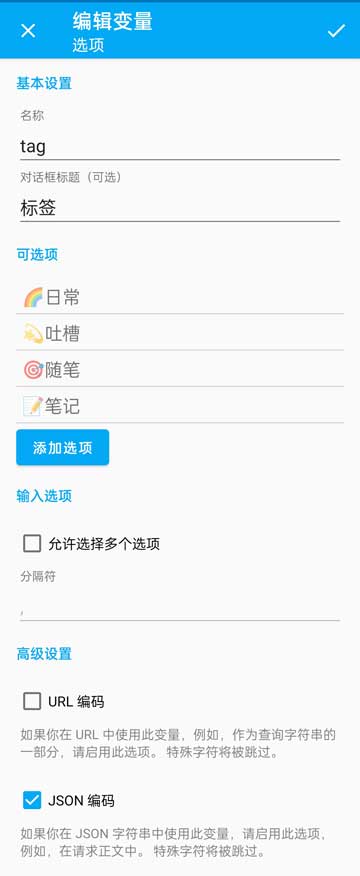 编辑变量
选项
基本设置
名称
tag
对话框标题（可选）
标签
可选项
🌈日常
💫吐槽
🎯随笔
📝笔记
添加选项
输入选项
允许选择多个选项
分隔符
,
高级设置
URL 编码
如果你在 URL 中使用此变量，例如，作为查询字符串的
一部分，请启用此选项。 特殊字符将被跳过。
JSON 编码
如果你在 JSON 字符串中使用此变量，请启用此选项，
例如，在请求正文中。 特殊字符将被跳过。